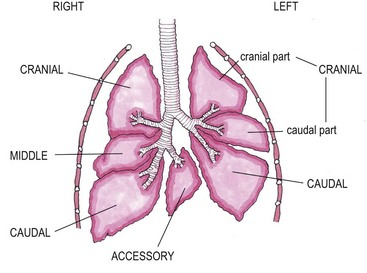 RIGHT
LEFT
cranial part
CRANIAL
CRANIAL
caudal part
MIDDLE
CAUDAL
CAUDAL
ACCESSORY